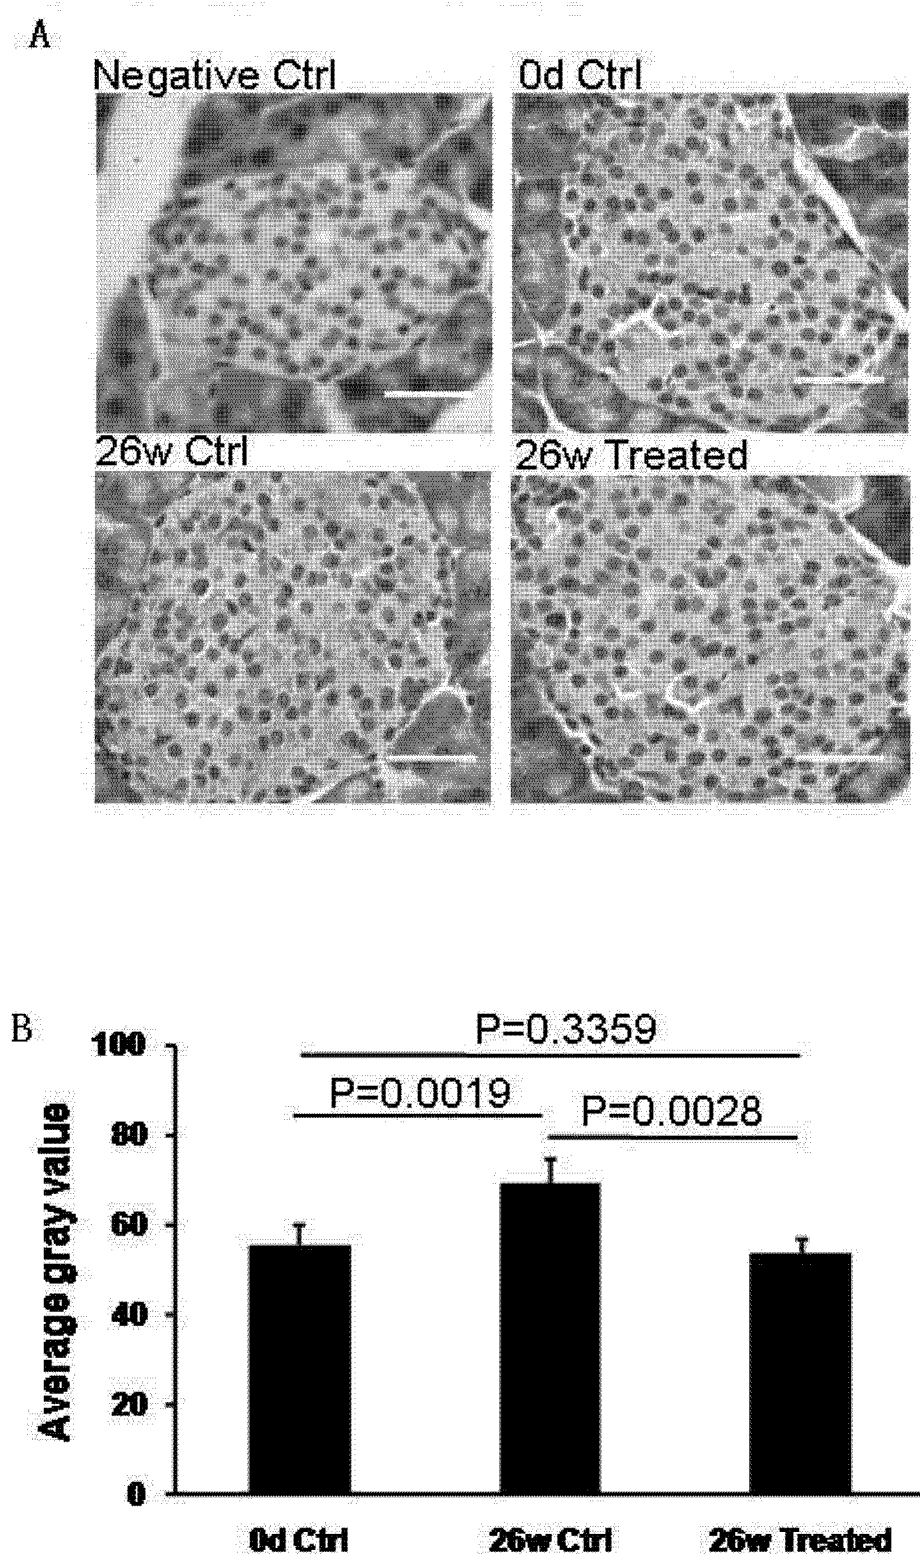 A
Negative Ctrl
0d Ctrl
26w Ctrl
26w Treated
B
P=0.3359
P=0.0019
P=0.0028
Average gray value
100
80
60
40
20
0
0d Ctrl
26w Ctrl
26w Treated